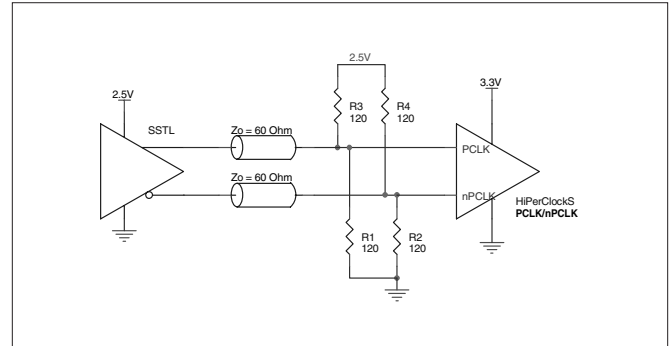 2.5V
3.3V
2.5V
R3
120
R4
120
SSTL
Zo = 60 Ohm
PCLK
Zo = 60 Ohm
nPCLK
HiPerClockS
PCLK/nPCLK
R1
120
R2
120